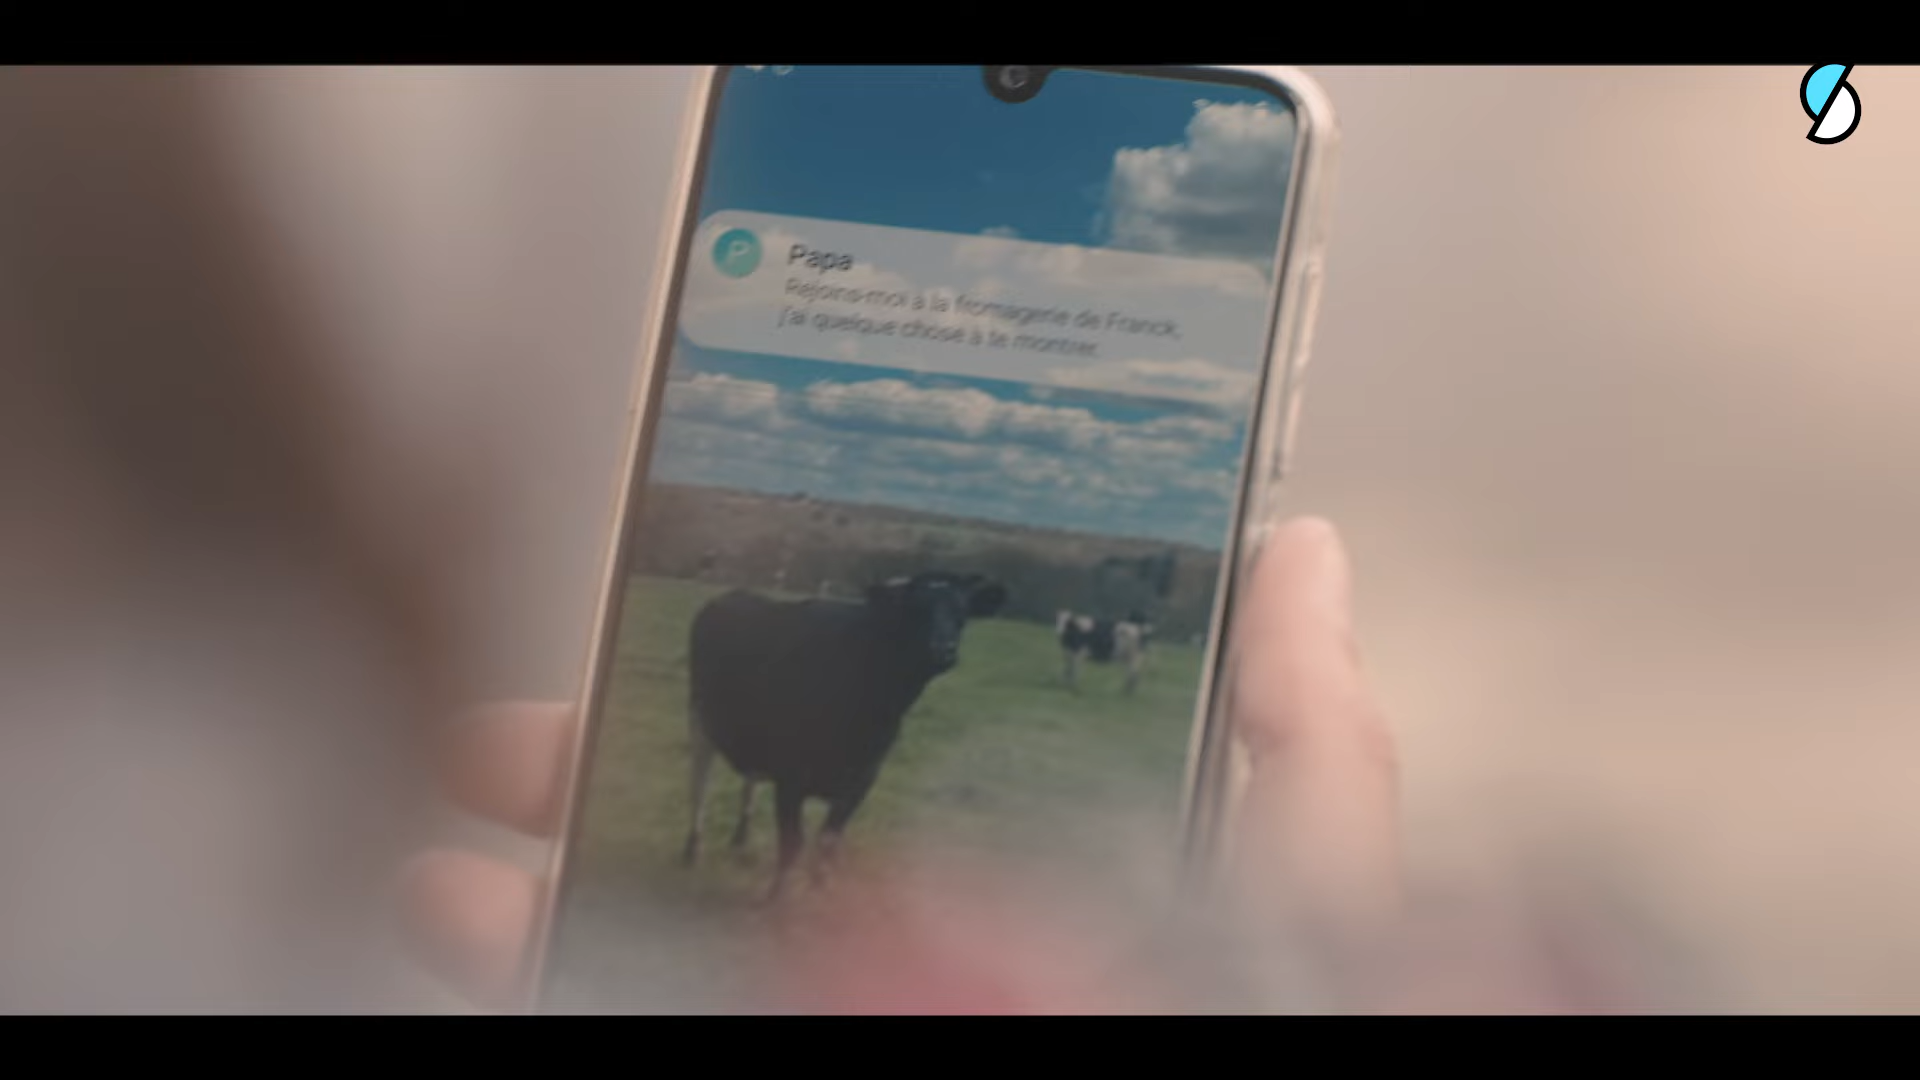 P
Papa
Rejoins-moi à la fromagerie de Franck,
j'ai quelque chose à te montrer.